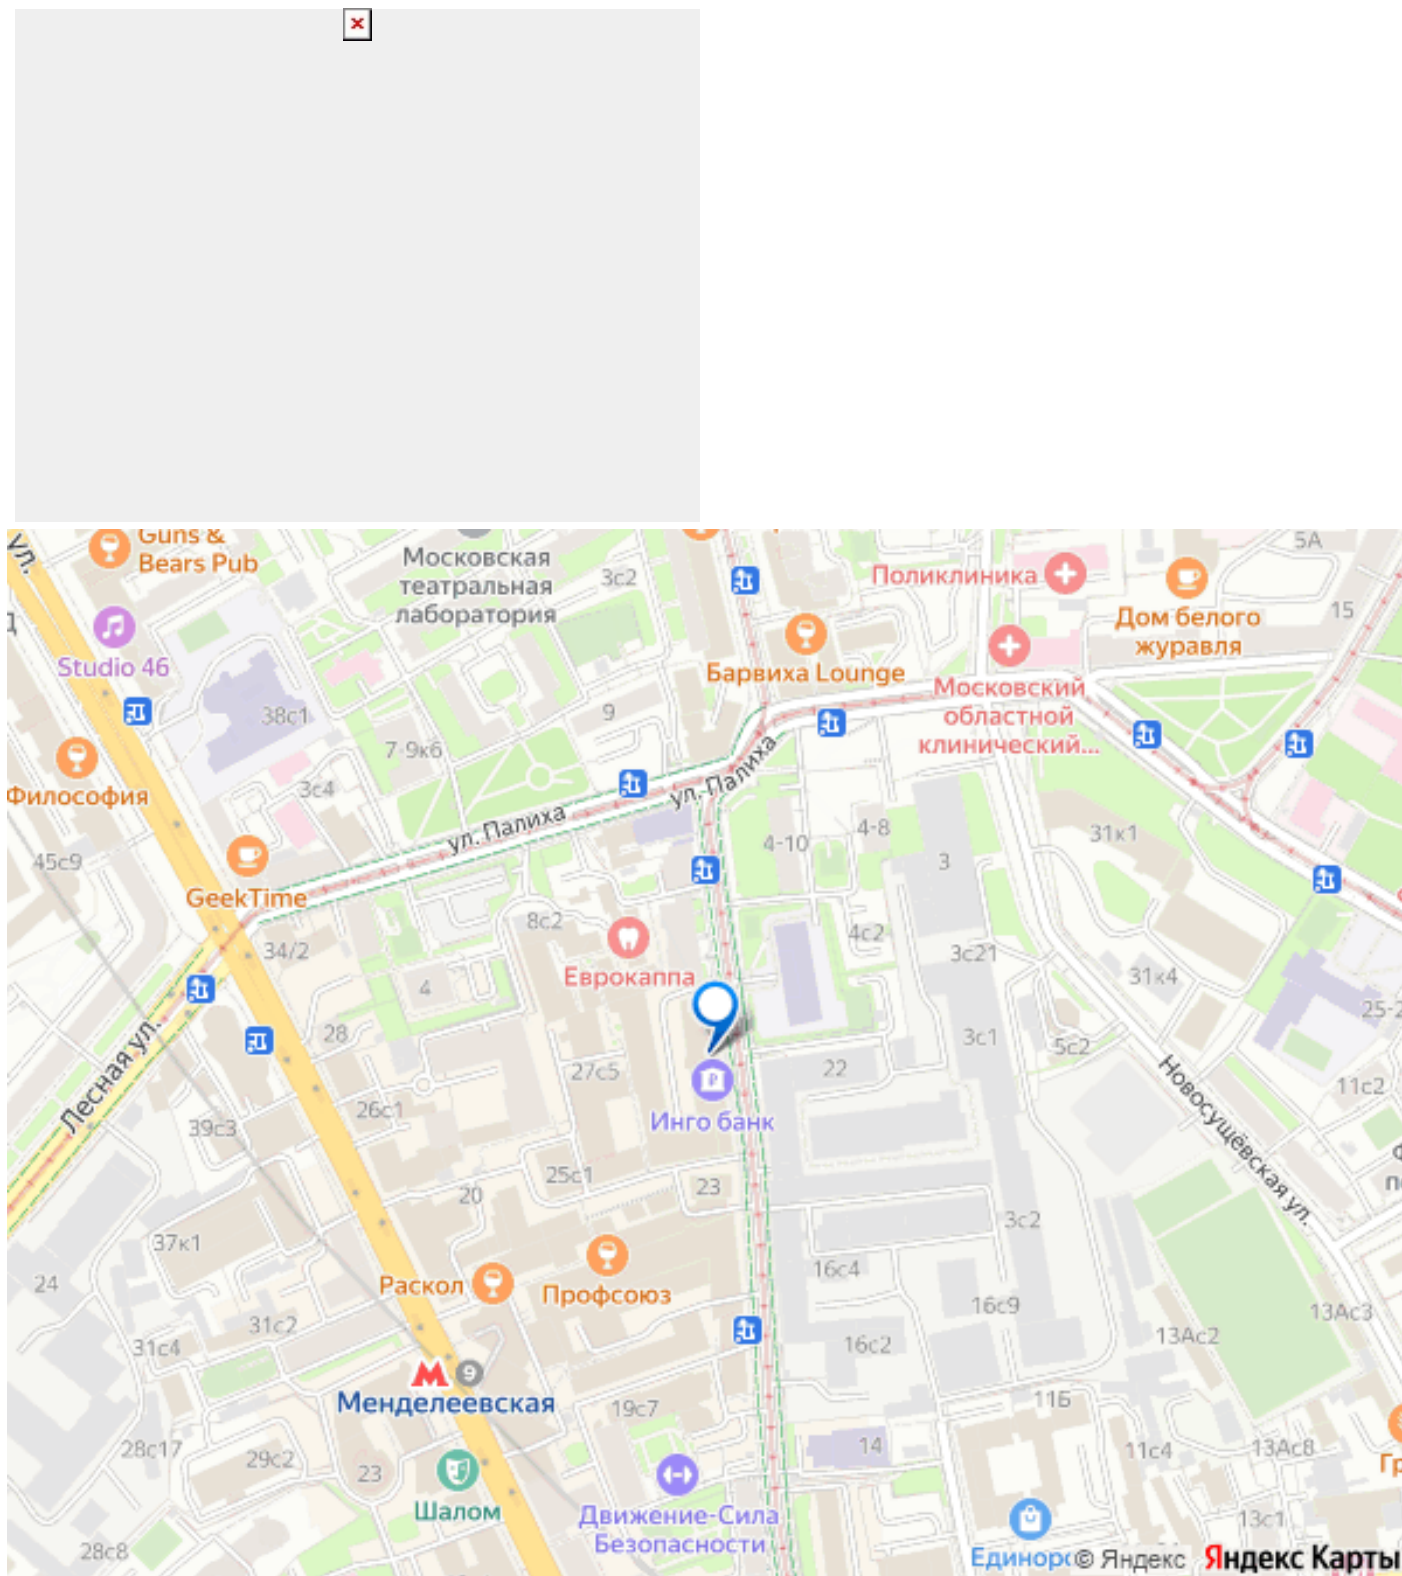 ул.
Guns &
Bears Pub
Московская
театральная
лаборатория
3с2
Поликлиника
5А
15
Дом белого
журавля
Studio 46
Барвиха Lounge
Московский
областной
клинический...
38с1
9
7-9к6
Философия
3с4
ул. Палиха
ул. Палиха
45с9
GeekTime
4-10
4-8
3
31к1
34/2
8с2
Еврокаппа
4с2
3с21
31к4
4
28
27с5
3с1
5с2
22
11с2
Лесная ул.
39с3
26с1
Инго банк
Новосущёвская ул.
25с1
20
23
37к1
3с2
24
Раскол
Профсоюз
16с4
16с9
13Ас3
31с4
31с2
16с2
13Ас2
9
Менделеевская
19с7
11Б
28с17
29с2
23
14
11с4
13Ас8
Шалом
Движение-Сила
Безопасности
13с1
28с8
© Яндекс
Яндекс Карты